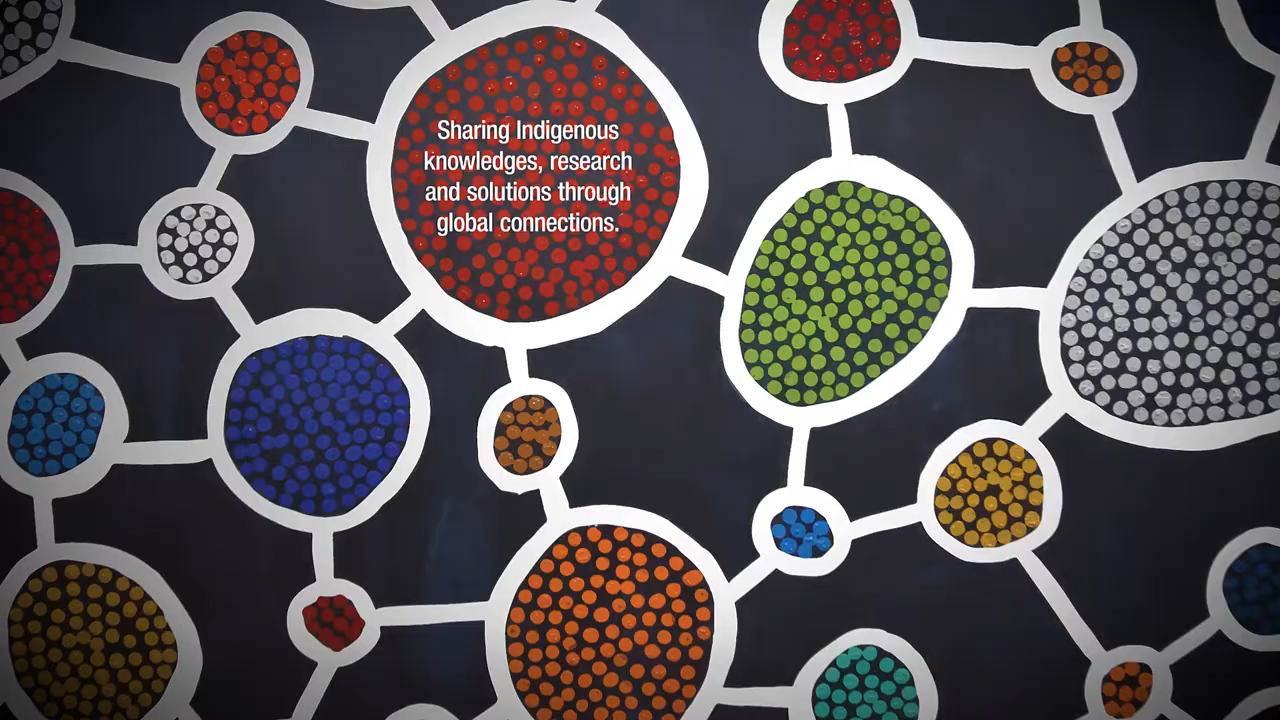 Sharing Indigenous
knowledges, research
and solutions through
global connections.